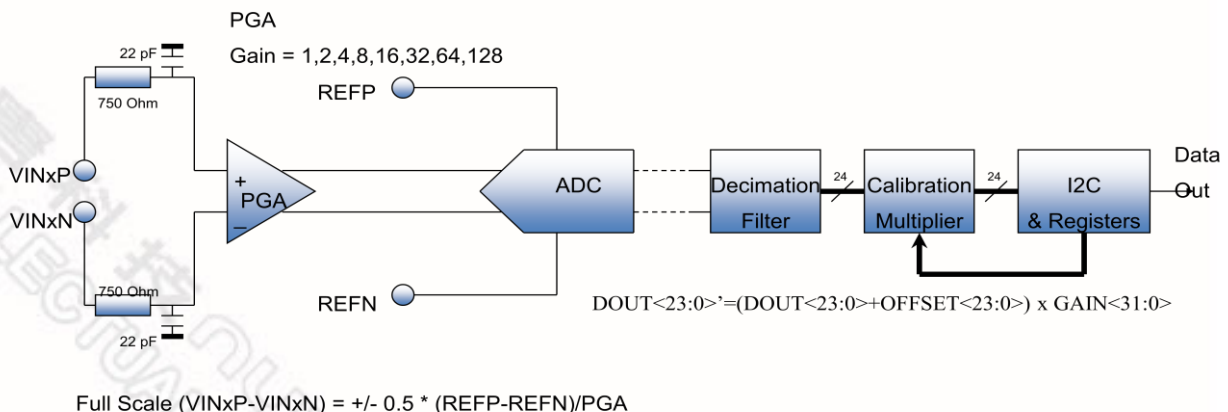 PGA
Gain = 1,2,4,8,16,32,64,128
22 pF
750 Ohm
REFP
VINxP
VINxN
+
PGA
–
ADC
Decimation
Filter
24
Calibration
Multiplier
24
I2C
& Registers
Data
Out
750 Ohm
22 pF
REFN
DOUT<23:0>’=(DOUT<23:0>+OFFSET<23:0>) x GAIN<31:0>
Full Scale (VINxP-VINxN) = +/- 0.5 * (REFP-REFN)/PGA